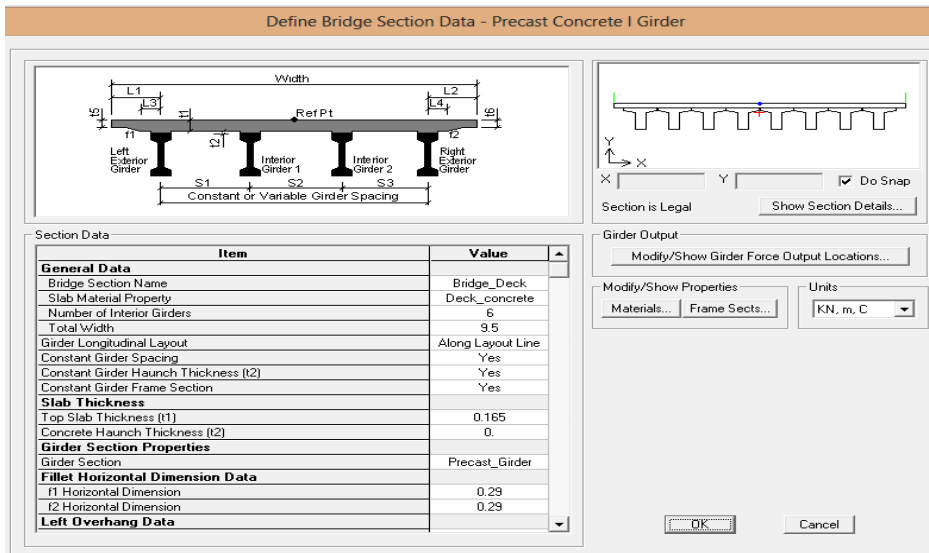 Define Bridge Section Data - Precast Concrete I Girder
Width
L1
L2
L3
L4
t5
t1
Ref Pt
t6
f1
t2
f2
Left
Exterior
Girder
Interior
Girder 1
Interior
Girder 2
Right
Exterior
Girder
S1
S2
S3
Constant or Variable Girder Spacing
Y
X
X
Y
Do Snap
Section is Legal
Show Section Details...
Section Data
Item Value
General Data
Bridge Section Name Bridge_Deck
Slab Material Property Deck_concrete
Number of Interior Girders 6
Total Width 9.5
Girder Longitudinal Layout Along Layout Line
Constant Girder Spacing Yes
Constant Girder Haunch Thickness (t2) Yes
Constant Girder Frame Section Yes
Slab Thickness
Top Slab Thickness (t1) 0.165
Concrete Haunch Thickness (t2) 0.
Girder Section Properties
Girder Section Precast_Girder
Fillet Horizontal Dimension Data
f1 Horizontal Dimension 0.29
f2 Horizontal Dimension 0.29
Left Overhang Data
Girder Output
Modify/Show Girder Force Output Locations...
Modify/Show Properties
Materials... Frame Sects...
Units
KN, m, C
OK Cancel